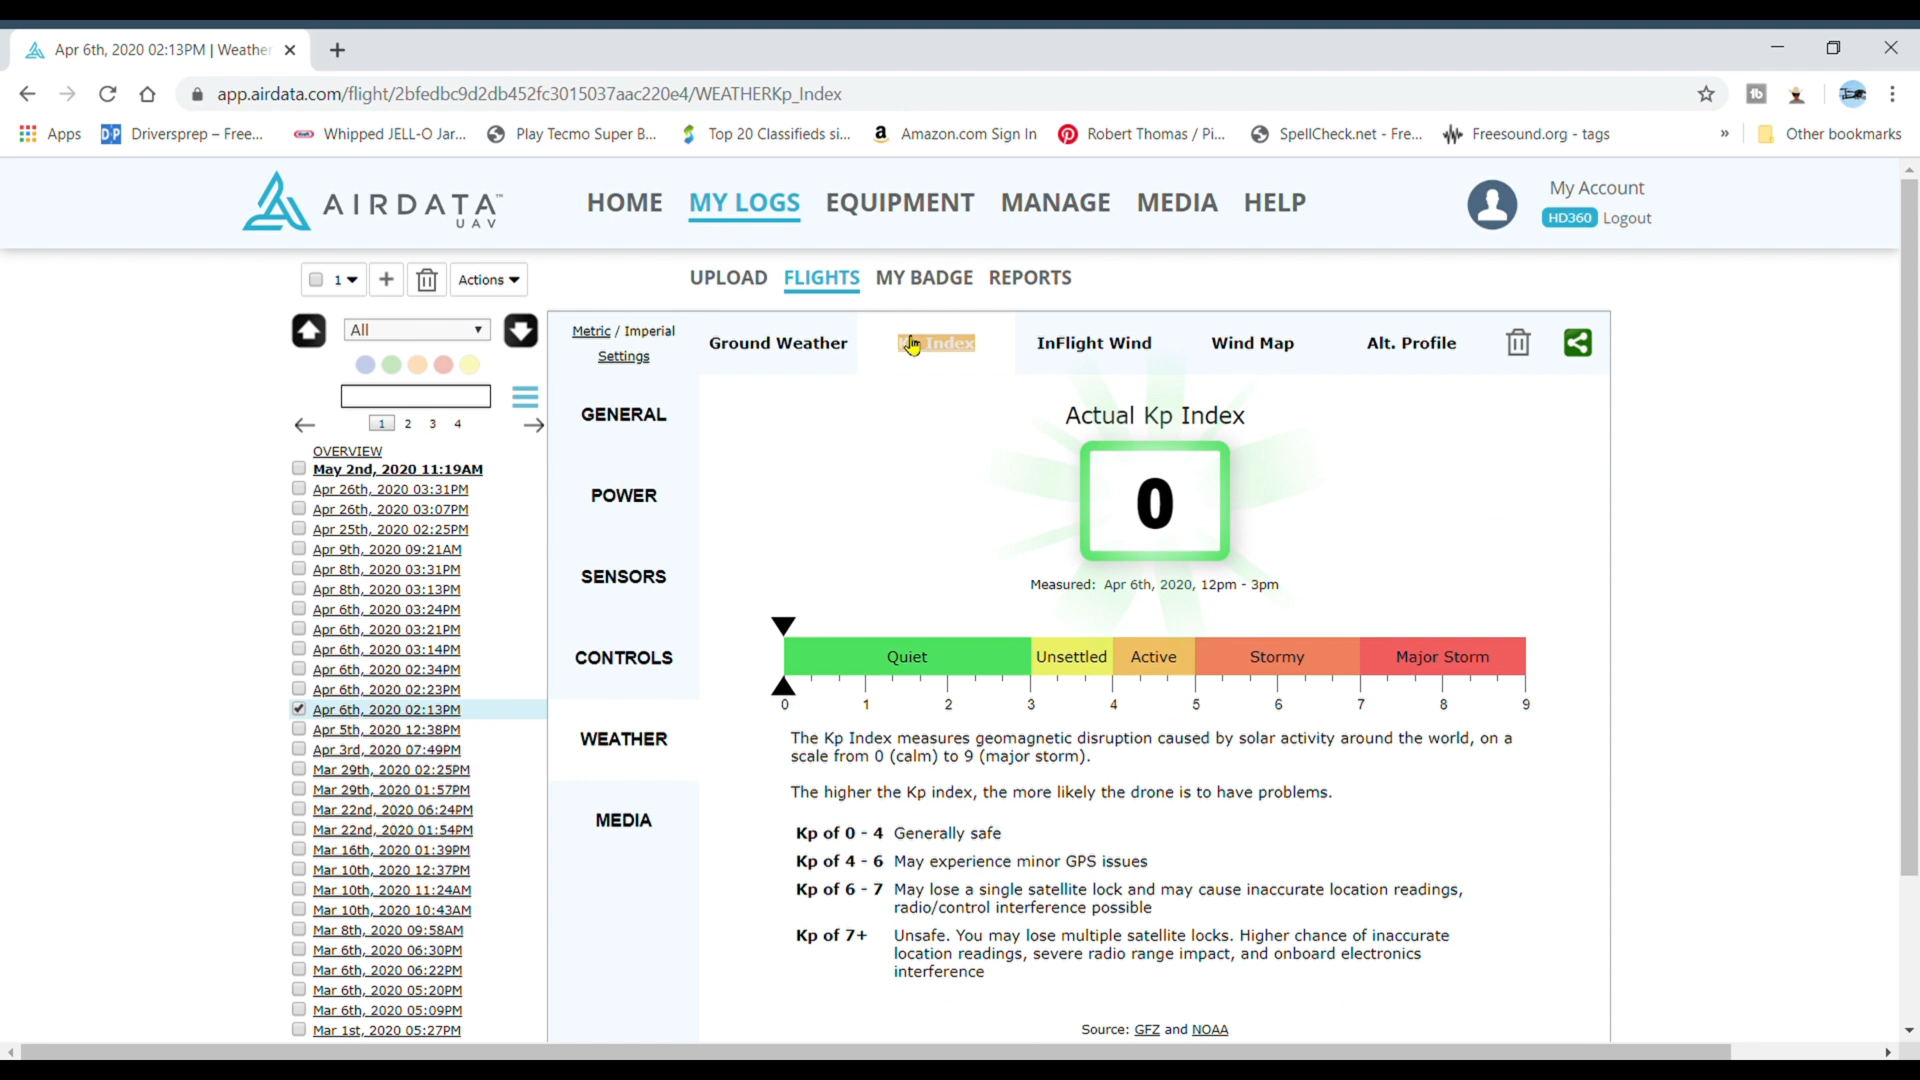 Apr 6th, 2020 02:13PM | Weather
app.airdata.com/flight/2bfedbc9d2db452fc3015037aac220e4/WEATHERKp_Index
Apps
Driversprep – Free...
Whipped JELL-O Jar...
Play Tecmo Super B...
Top 20 Classifieds si...
Amazon.com Sign In
Robert Thomas / Pi...
SpellCheck.net - Fre...
Freesound.org - tags
»
Other bookmarks
AIRDATA™
UAV
HOME MY LOGS EQUIPMENT MANAGE MEDIA HELP
My Account
HD360 Logout
1
Actions
UPLOAD FLIGHTS MY BADGE REPORTS
All
1 2 3 4
OVERVIEW
May 2nd, 2020 11:19AM
Apr 26th, 2020 03:31PM
Apr 26th, 2020 03:07PM
Apr 25th, 2020 02:25PM
Apr 9th, 2020 09:21AM
Apr 8th, 2020 03:31PM
Apr 8th, 2020 03:13PM
Apr 6th, 2020 03:24PM
Apr 6th, 2020 03:21PM
Apr 6th, 2020 03:14PM
Apr 6th, 2020 02:34PM
Apr 6th, 2020 02:23PM
Apr 6th, 2020 02:13PM
Apr 5th, 2020 12:38PM
Apr 3rd, 2020 07:49PM
Mar 29th, 2020 02:25PM
Mar 29th, 2020 01:57PM
Mar 22nd, 2020 06:24PM
Mar 22nd, 2020 01:54PM
Mar 16th, 2020 01:39PM
Mar 10th, 2020 12:37PM
Mar 10th, 2020 11:24AM
Mar 10th, 2020 10:43AM
Mar 8th, 2020 09:58AM
Mar 6th, 2020 06:30PM
Mar 6th, 2020 06:22PM
Mar 6th, 2020 05:20PM
Mar 6th, 2020 05:09PM
Mar 1st, 2020 05:27PM
Metric / Imperial
Settings
GENERAL
POWER
SENSORS
CONTROLS
WEATHER
MEDIA
Ground Weather
Index
InFlight Wind
Wind Map
Alt. Profile
Actual Kp Index
0
Measured: Apr 6th, 2020, 12pm - 3pm
Quiet Unsettled Active Stormy Major Storm
0 1 2 3 4 5 6 7 8 9
The Kp Index measures geomagnetic disruption caused by solar activity around the world, on a
scale from 0 (calm) to 9 (major storm).
The higher the Kp index, the more likely the drone is to have problems.
Kp of 0 - 4 Generally safe
Kp of 4 - 6 May experience minor GPS issues
Kp of 6 - 7 May lose a single satellite lock and may cause inaccurate location readings,
radio/control interference possible
Kp of 7+ Unsafe. You may lose multiple satellite locks. Higher chance of inaccurate
location readings, severe radio range impact, and onboard electronics
interference
Source: GFZ and NOAA